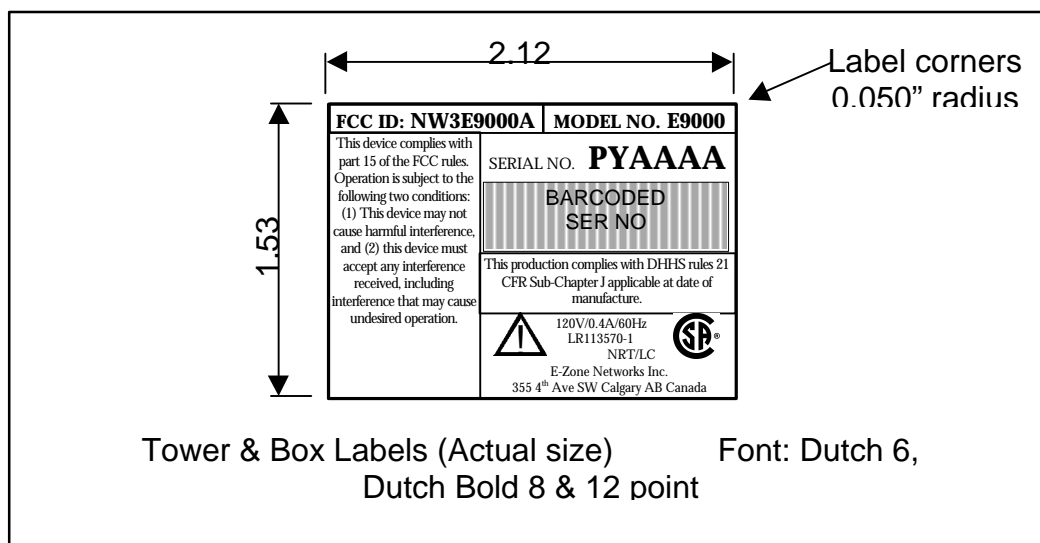 2.12
Label corners
0.050” radius
1.53
FCC ID: NW3E9000A
MODEL NO. E9000
This device complies with
part 15 of the FCC rules.
Operation is subject to the
following two conditions:
(1) This device may not
cause harmful interference,
and (2) this device must
accept any interference
received, including
interference that may cause
undesired operation.
SERIAL NO. PYAAAA
BARCODED
SER NO
This production complies with DHHS rules 21
CFR Sub-Chapter J applicable at date of
manufacture.
120V/0.4A/60Hz
LR113570-1
NRT/LC
CSA®
E-Zone Networks Inc.
355 4th Ave SW Calgary AB Canada
Tower & Box Labels (Actual size) Font: Dutch 6,
Dutch Bold 8 & 12 point